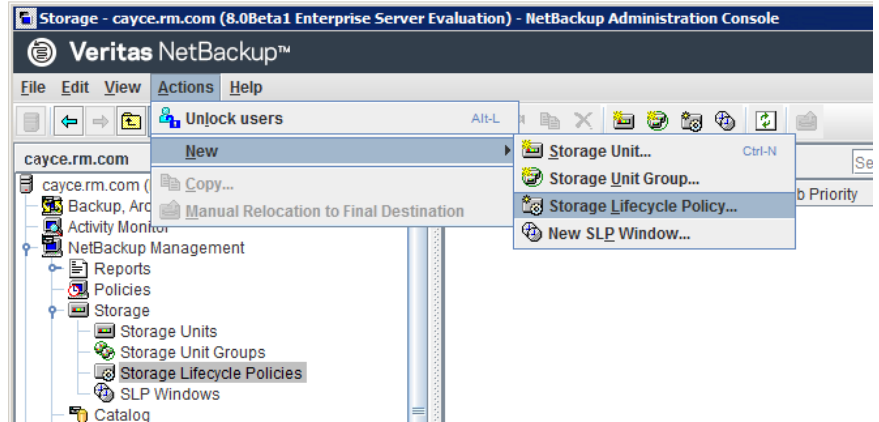 Storage - cayce.rm.com (8.0Beta1 Enterprise Server Evaluation) - NetBackup Administration Console
Veritas NetBackup™
File Edit View Actions Help
Unlock users Alt-L
New
Copy...
Manual Relocation to Final Destination
Storage Unit... Ctrl-N
Storage Unit Group...
Storage Lifecycle Policy...
New SLP Window...
Se
b Priority
cayce.rm.com
cayce.rm.com (
Backup, Arc
Activity Monitor
NetBackup Management
Reports
Policies
Storage
Storage Units
Storage Unit Groups
Storage Lifecycle Policies
SLP Windows
Catalog